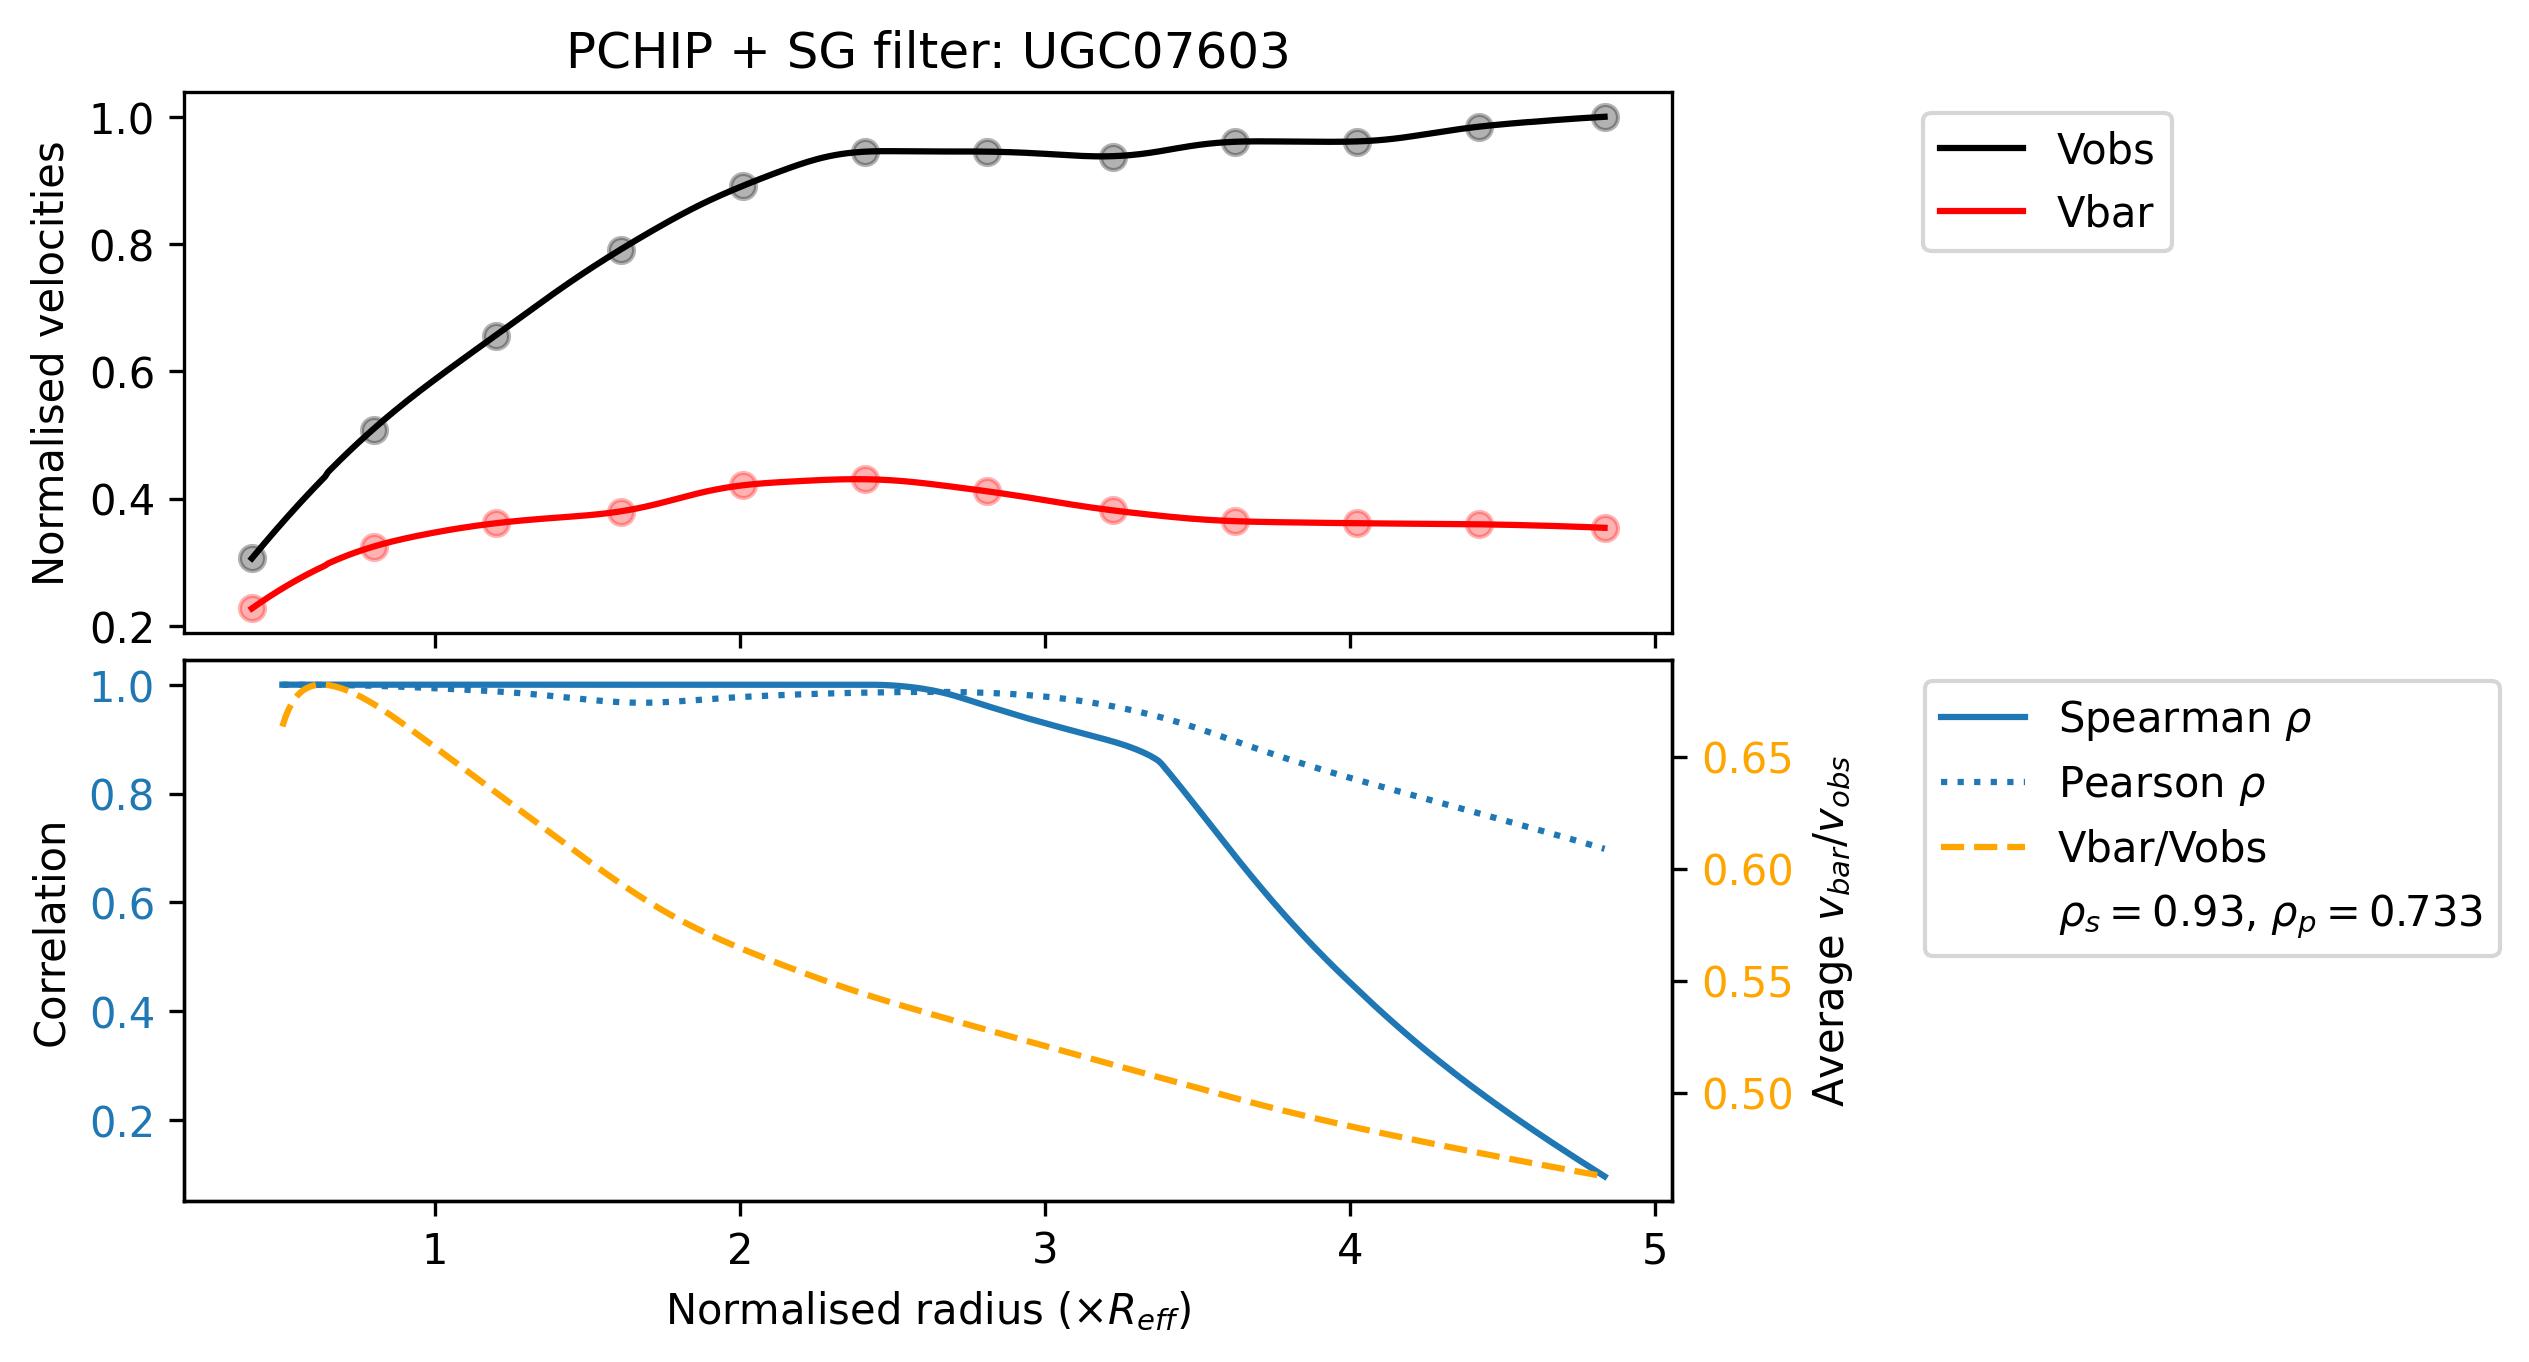 PCHIP + SG filter: UGC07603
Normalised velocities
1.0
0.8
0.6
0.4
0.2
Vobs
Vbar
Correlation
1.0
0.8
0.6
0.4
0.2
0.65
0.60
0.55
0.50
Average v_bar/v_obs
Spearman ρ
Pearson ρ
Vbar/Vobs
ρ_s = 0.93, ρ_p = 0.733
1 2 3 4 5
Normalised radius (×R_eff)